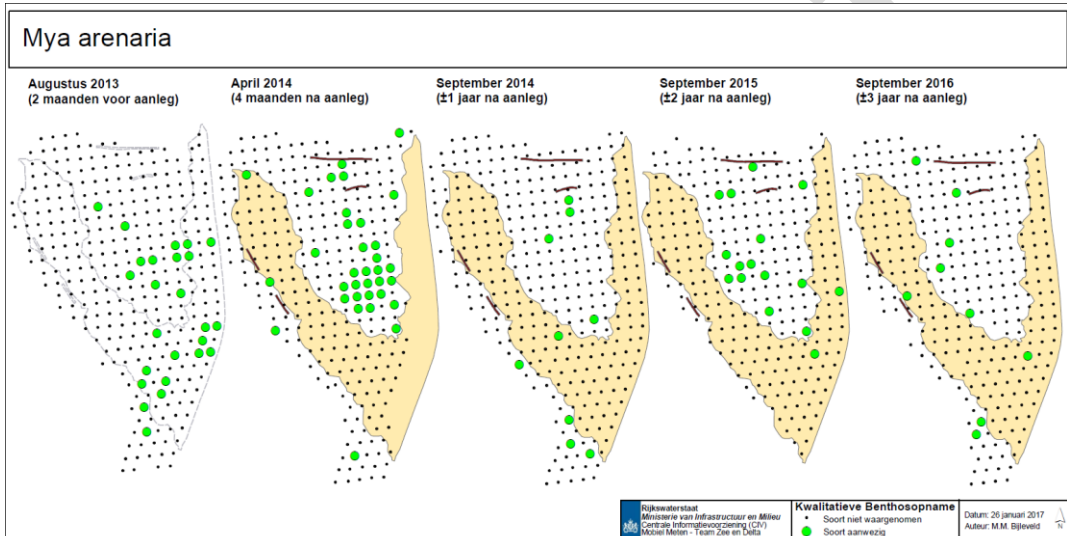 Mya arenaria
Augustus 2013
(2 maanden voor aanleg)
April 2014
(4 maanden na aanleg)
September 2014
(±1 jaar na aanleg)
September 2015
(±2 jaar na aanleg)
September 2016
(±3 jaar na aanleg)
Rijkswaterstaat
Ministerie van Infrastructuur en Milieu
Centrale Informatievoorziening (CIV)
Mobiel Meten - Team Zee en Delta
Kwalitatieve Benthosopname
Soort niet waargenomen
Soort aanwezig
Datum: 26 januari 2017
Auteur: M.M. Bijleveld
N